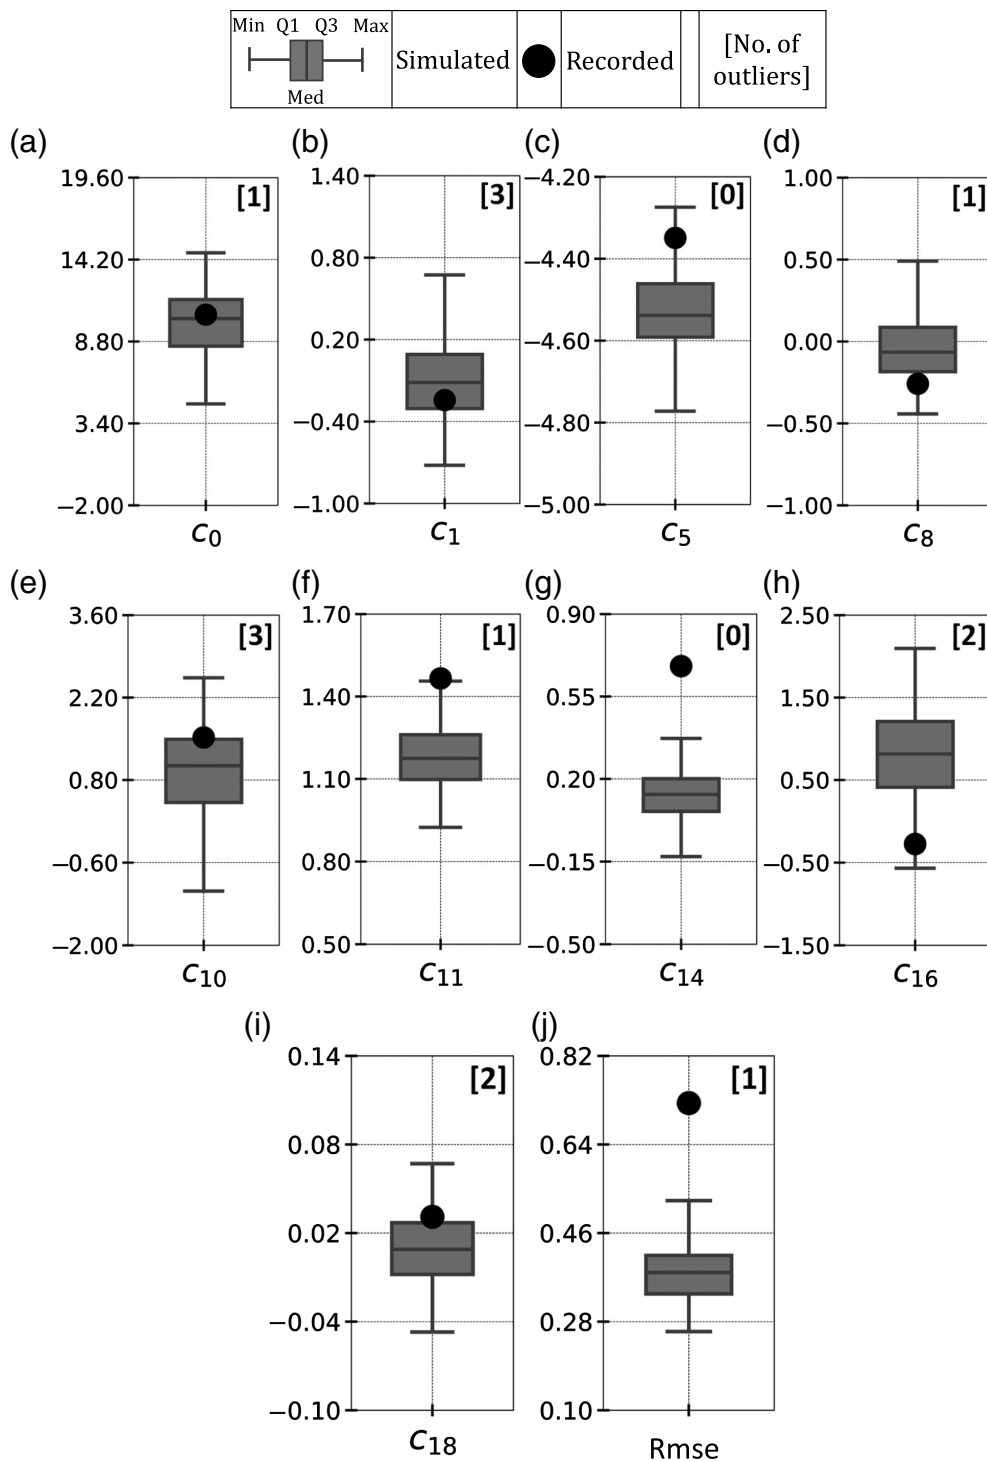 Min Q1 Q3 Max
Med
Simulated
Recorded
[No. of
outliers]
(a)
19.60
14.20
8.80
3.40
−2.00
[1]
c0
(b)
1.40
0.80
0.20
−0.40
−1.00
[3]
c1
(c)
−4.20
−4.40
−4.60
−4.80
−5.00
[0]
c5
(d)
1.00
0.50
0.00
−0.50
−1.00
[1]
c8
(e)
3.60
2.20
0.80
−0.60
−2.00
[3]
c10
(f)
1.70
1.40
1.10
0.80
0.50
[1]
c11
(g)
0.90
0.55
0.20
−0.15
−0.50
[0]
c14
(h)
2.50
1.50
0.50
−0.50
−1.50
[2]
c16
(i)
0.14
0.08
0.02
−0.04
−0.10
[2]
c18
(j)
0.82
0.64
0.46
0.28
0.10
[1]
Rmse